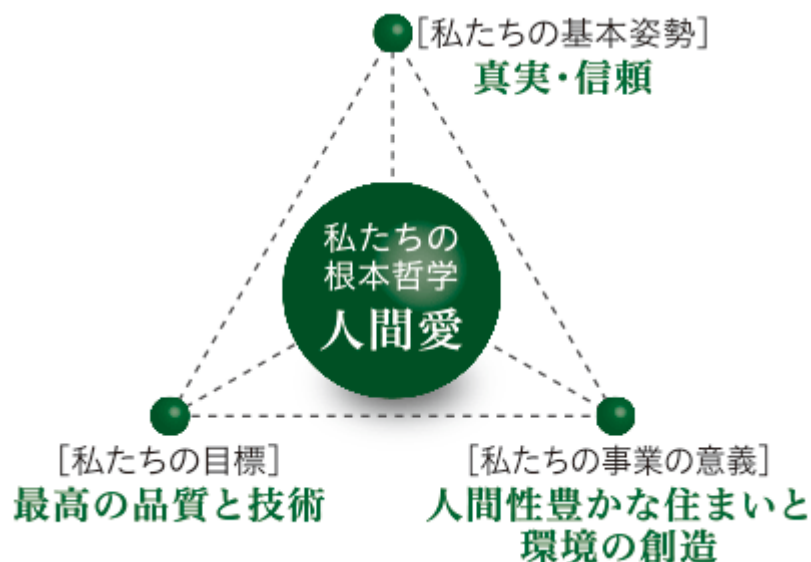 [私たちの基本姿勢]
真実・信頼
私たちの
根本哲学
人間愛
[私たちの目標]
最高の品質と技術
[私たちの事業の意義]
人間性豊かな住まいと
環境の創造